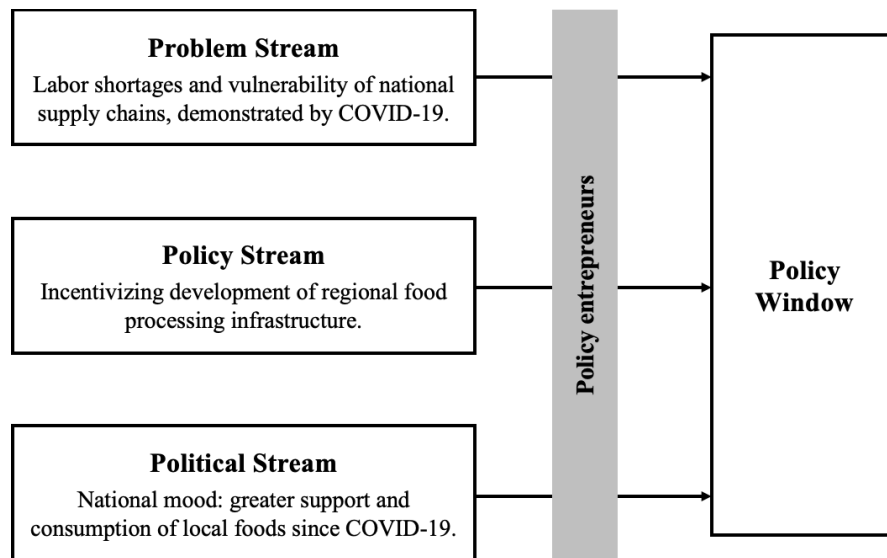 Problem Stream
Labor shortages and vulnerability of national
supply chains, demonstrated by COVID-19.
Policy Stream
Incentivizing development of regional food
processing infrastructure.
Political Stream
National mood: greater support and
consumption of local foods since COVID-19.
Policy entrepreneurs
Policy
Window